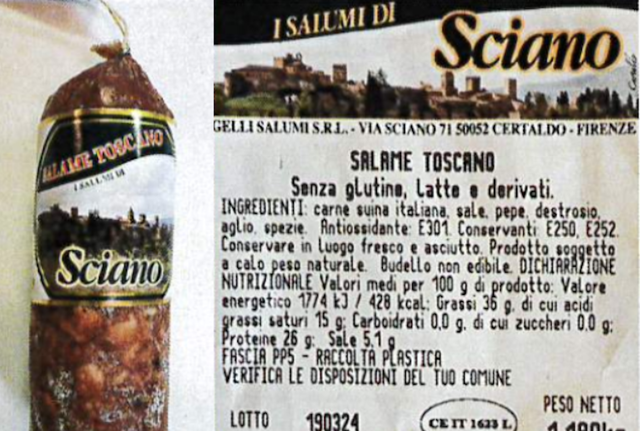 SALAME TOSCANO
I SALUMI DI
Sciano
I SALUMI DI
Sciano
GELLI SALUMI S.R.L. - VIA SCIANO 71 50052 CERTALDO - FIRENZE
SALAME TOSCANO
Senza glutine, Latte e derivati.
INGREDIENTI: carne suina italiana, sale, pepe, destrosio,
aglio, spezie. Antiossidante: E301. Conservanti: E250, E252.
Conservare in luogo fresco e asciutto. Prodotto soggetto
a calo peso naturale. Budello non edibile. DICHIARAZIONE
NUTRIZIONALE Valori medi per 100 g di prodotto: Valore
energetico 1774 kJ / 428 kcal; Grassi 36 g, di cui acidi
grassi saturi 15 g; Carboidrati 0,0 g, di cui zuccheri 0,0 g;
Proteine 26 g; Sale 5,1 g
FASCIA PP5 - RACCOLTA PLASTICA
VERIFICA LE DISPOSIZIONI DEL TUO COMUNE
LOTTO 190324
CE IT 1633 L
PESO NETTO